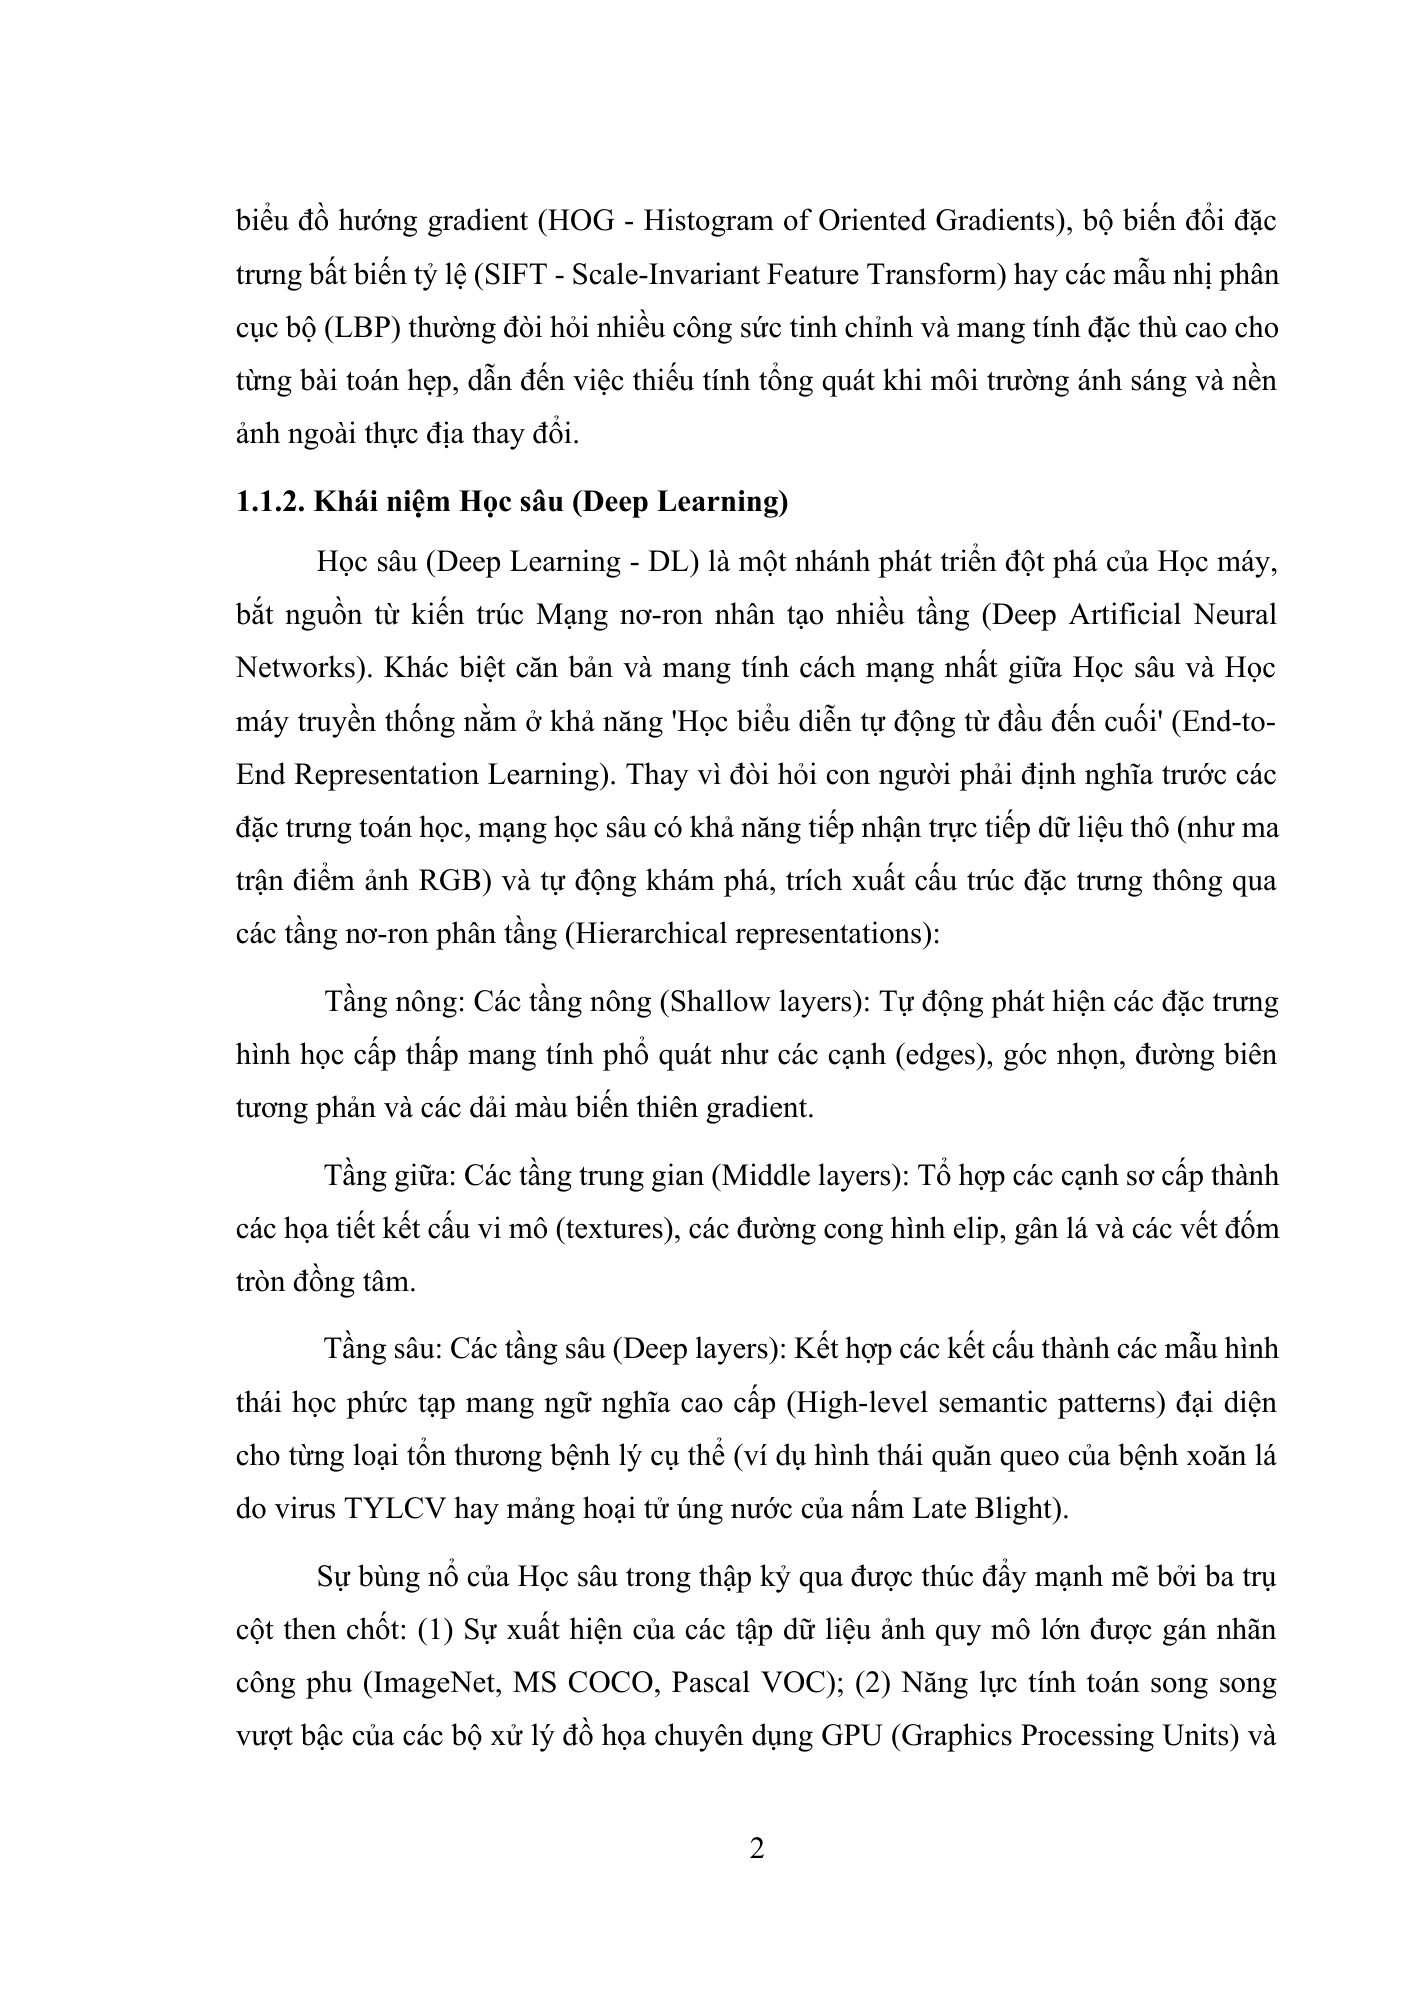 biểu đồ hướng gradient (HOG - Histogram of Oriented Gradients), bộ biến đổi đặc
trưng bất biến tỷ lệ (SIFT - Scale-Invariant Feature Transform) hay các mẫu nhị phân
cục bộ (LBP) thường đòi hỏi nhiều công sức tinh chỉnh và mang tính đặc thù cao cho
từng bài toán hẹp, dẫn đến việc thiếu tính tổng quát khi môi trường ánh sáng và nền
ảnh ngoài thực địa thay đổi.
1.1.2. Khái niệm Học sâu (Deep Learning)
Học sâu (Deep Learning - DL) là một nhánh phát triển đột phá của Học máy,
bắt nguồn từ kiến trúc Mạng nơ-ron nhân tạo nhiều tầng (Deep Artificial Neural
Networks). Khác biệt căn bản và mang tính cách mạng nhất giữa Học sâu và Học
máy truyền thống nằm ở khả năng 'Học biểu diễn tự động từ đầu đến cuối' (End-to-
End Representation Learning). Thay vì đòi hỏi con người phải định nghĩa trước các
đặc trưng toán học, mạng học sâu có khả năng tiếp nhận trực tiếp dữ liệu thô (như ma
trận điểm ảnh RGB) và tự động khám phá, trích xuất cấu trúc đặc trưng thông qua
các tầng nơ-ron phân tầng (Hierarchical representations):
Tầng nông: Các tầng nông (Shallow layers): Tự động phát hiện các đặc trưng
hình học cấp thấp mang tính phổ quát như các cạnh (edges), góc nhọn, đường biên
tương phản và các dải màu biến thiên gradient.
Tầng giữa: Các tầng trung gian (Middle layers): Tổ hợp các cạnh sơ cấp thành
các họa tiết kết cấu vi mô (textures), các đường cong hình elip, gân lá và các vết đốm
tròn đồng tâm.
Tầng sâu: Các tầng sâu (Deep layers): Kết hợp các kết cấu thành các mẫu hình
thái học phức tạp mang ngữ nghĩa cao cấp (High-level semantic patterns) đại diện
cho từng loại tổn thương bệnh lý cụ thể (ví dụ hình thái quăn queo của bệnh xoăn lá
do virus TYLCV hay mảng hoại tử úng nước của nấm Late Blight).
Sự bùng nổ của Học sâu trong thập kỷ qua được thúc đẩy mạnh mẽ bởi ba trụ
cột then chốt: (1) Sự xuất hiện của các tập dữ liệu ảnh quy mô lớn được gán nhãn
công phu (ImageNet, MS COCO, Pascal VOC); (2) Năng lực tính toán song song
vượt bậc của các bộ xử lý đồ họa chuyên dụng GPU (Graphics Processing Units) và
2